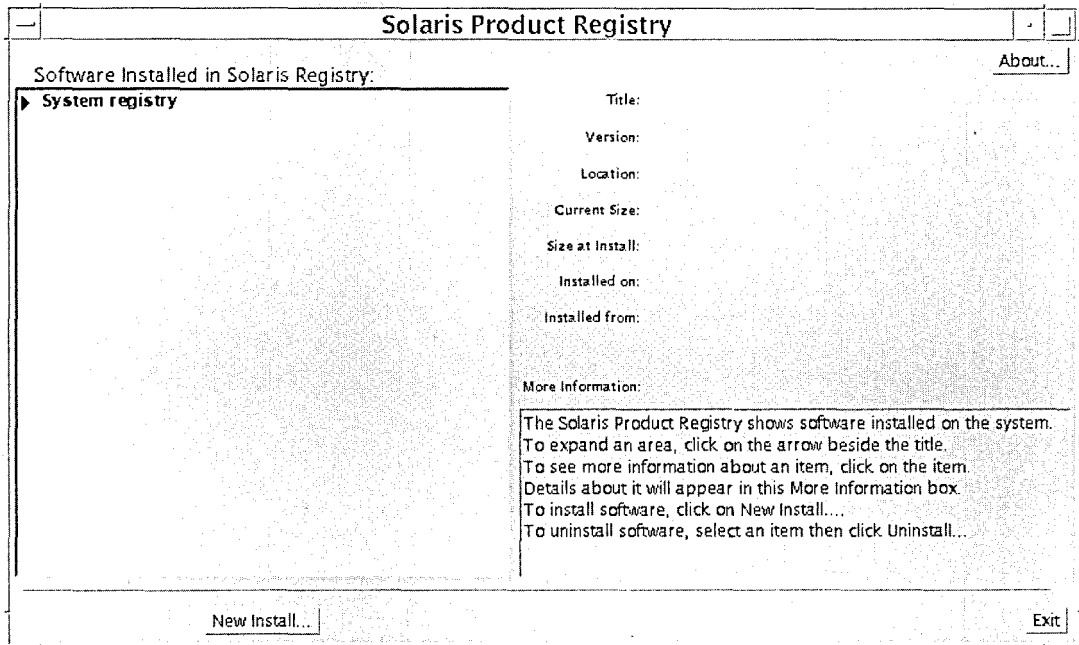 Solaris Product Registry
About...
Software Installed in Solaris Registry:
System registry
Title:
Version:
Location:
Current Size:
Size at Install:
Installed on:
Installed from:
More Information:
The Solaris Product Registry shows software installed on the system.
To expand an area, click on the arrow beside the title.
To see more information about an item, click on the item.
Details about it will appear in this More Information box.
To install software, click on New Install....
To uninstall software, select an item then click Uninstall...
New Install...
Exit